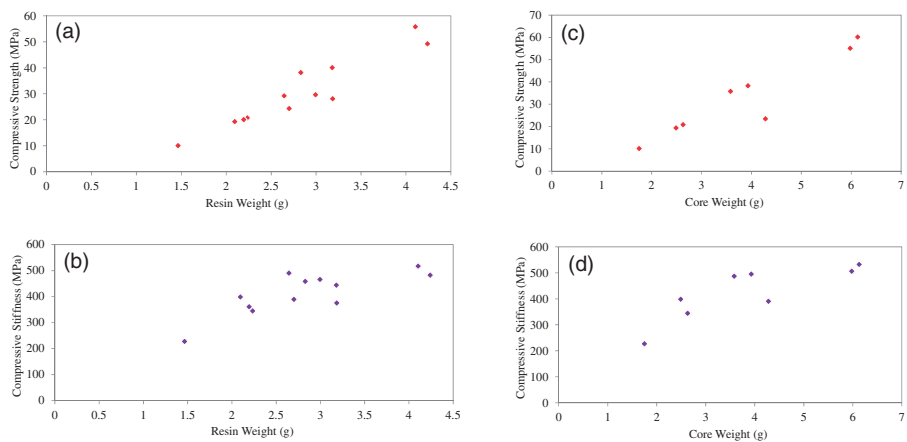 (a)
Compressive Strength (MPa)
60
50
40
30
20
10
0
0 0.5 1 1.5 2 2.5 3 3.5 4 4.5
Resin Weight (g)
(c)
Compressive Strength (MPa)
70
60
50
40
30
20
10
0
0 1 2 3 4 5 6 7
Core Weight (g)
(b)
Compressive Stiffness (MPa)
600
500
400
300
200
100
0
0 0.5 1 1.5 2 2.5 3 3.5 4 4.5
Resin Weight (g)
(d)
Compressive Stiffness (MPa)
600
500
400
300
200
100
0
0 1 2 3 4 5 6 7
Core Weight (g)